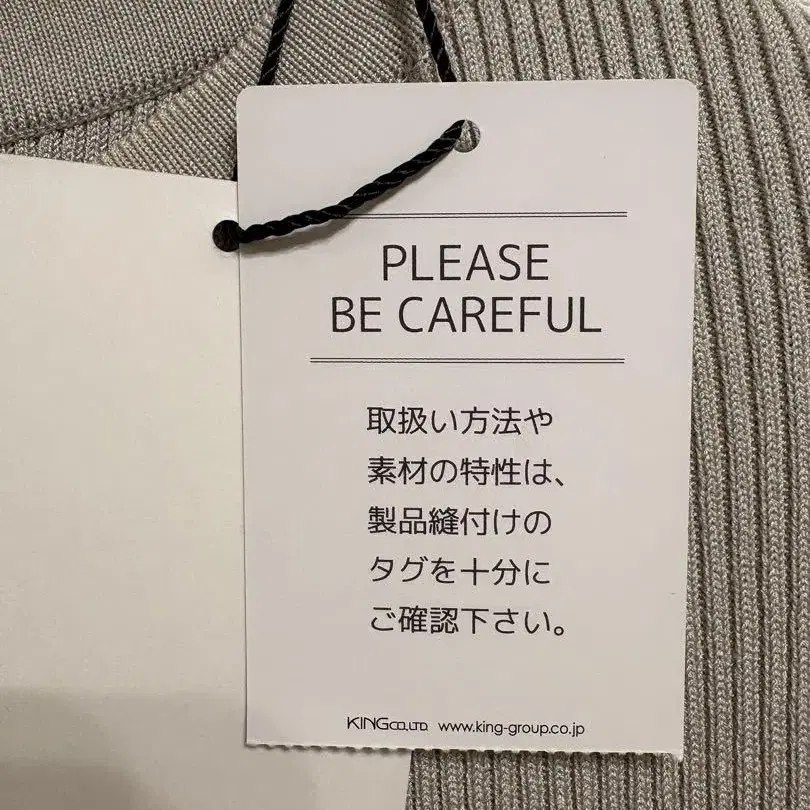 PLEASE
BE CAREFUL
取扱い方法や
素材の特性は、
製品縫付けの
タグを十分に
ご確認下さい。
KING CO.,LTD. www.king-group.co.jp